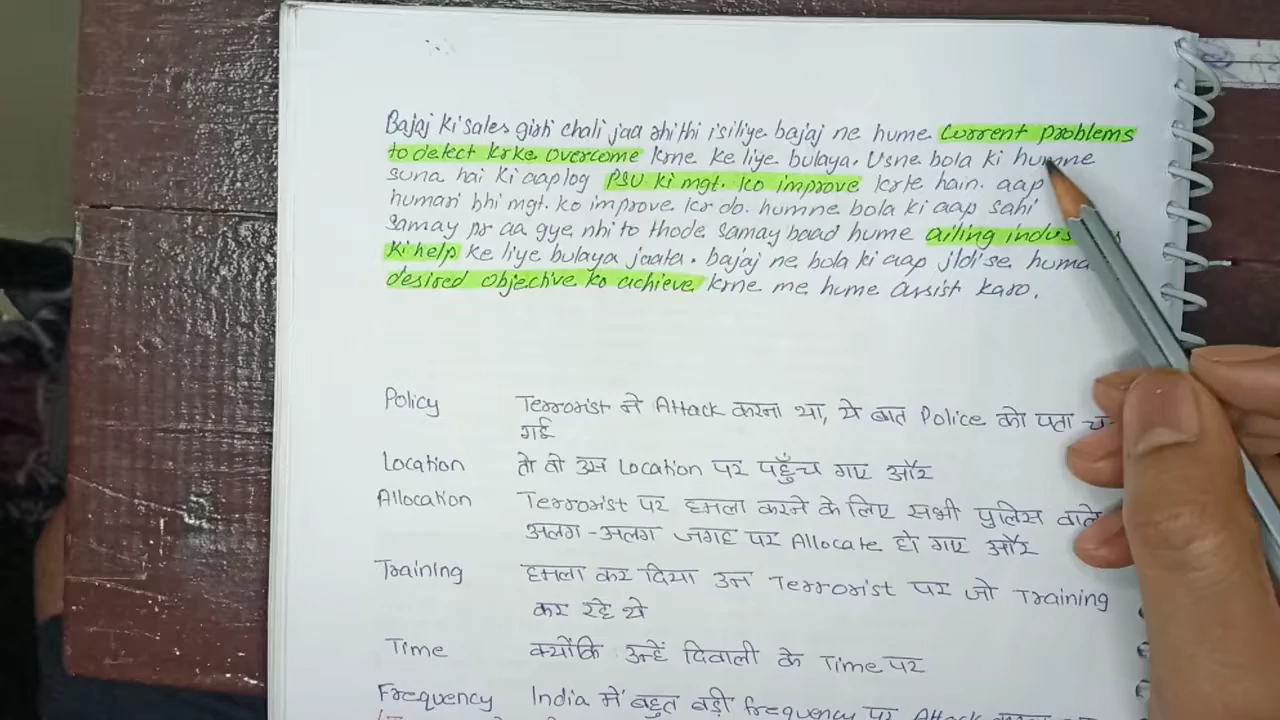 Bajaj ki sales girti chali jaa rhi thi isiliye bajaj ne hume current problems
to detect krke overcome krne ke liye bulaya. Usne bola ki humne
suna hai ki aaplog PSU ki mgt. ko improve krte hain. aap
humari bhi mgt. ko improve kr do. humne bola ki aap sahi
samay pr aa gye nhi to thode samay baad hume ailing
ki help ke liye bulaya jaata. bajaj ne bola ki aap jldi se
desired objective ko achieve krne me hume assist karo.
Policy Terrorist ने Attack करना था, ये बात Police को पता
गई
Location तो वो उस Location पर पहुँच गए और
Allocation Terrorist पर हमला करने के लिए सभी पुलिस वाले
अलग-अलग जगह पर Allocate हो गए और
Training हमला कर दिया उन Terrorist पर जो Training
कर रहे थे
Time क्योंकि उन्हें दिवाली के Time पर
Frequency India में बहुत बड़ी frequency पर Attack